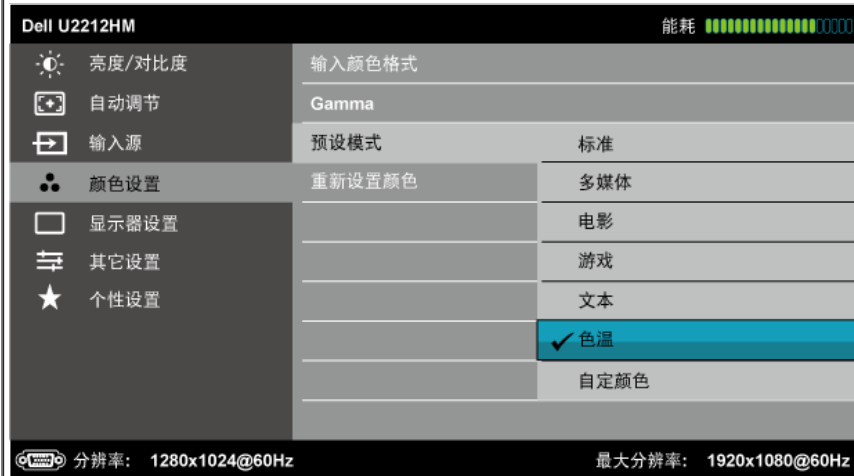 Dell U2212HM 能耗
亮度/对比度 输入颜色格式
自动调节 Gamma
输入源 预设模式 标准
颜色设置 重新设置颜色 多媒体
显示器设置 电影
其它设置 游戏
个性设置 文本
色温
自定颜色
分辨率: 1280x1024@60Hz 最大分辨率: 1920x1080@60Hz